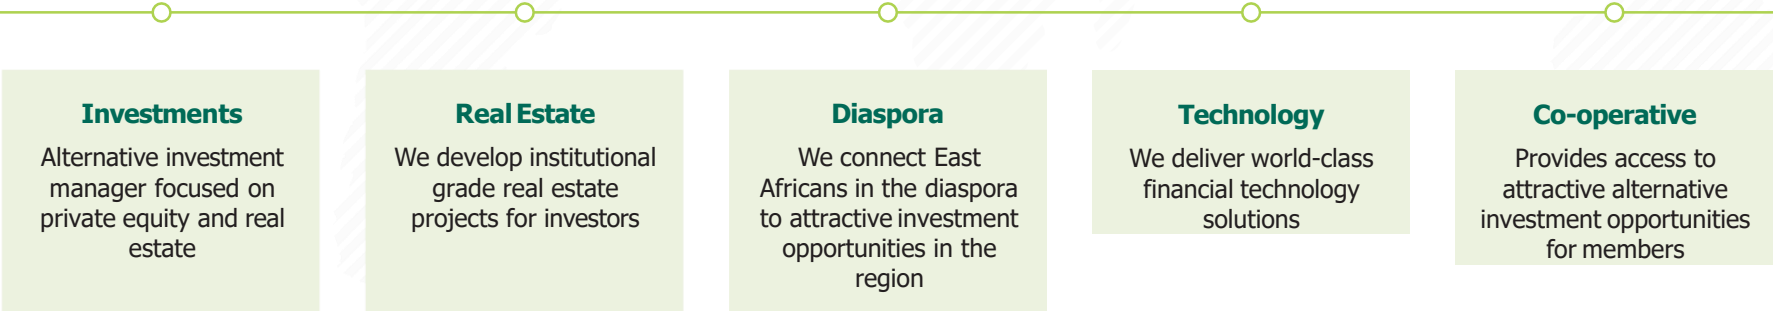 Investments
Alternative investment
manager focused on
private equity and real
estate
Real Estate
We develop institutional
grade real estate
projects for investors
Diaspora
We connect East
Africans in the diaspora
to attractive investment
opportunities in the
region
Technology
We deliver world-class
financial technology
solutions
Co-operative
Provides access to
attractive alternative
investment opportunities
for members